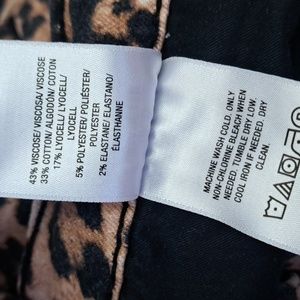 43% VISCOSE/ VISCOSA/ VISCOSE
33% COTTON/ ALGODÓN/ COTON
17% LYOCELL/ LYOCELL/
LYOCELL
5% POLYESTER/ POLIÉSTER/
POLYESTER
2% ELASTANE/ ELASTANO/
ÉLASTHANNE
MACHINE WASH COLD. ONLY
NON-CHLORINE BLEACH WHEN
NEEDED. TUMBLE DRY LOW.
COOL IRON IF NEEDED. DRY
CLEAN.